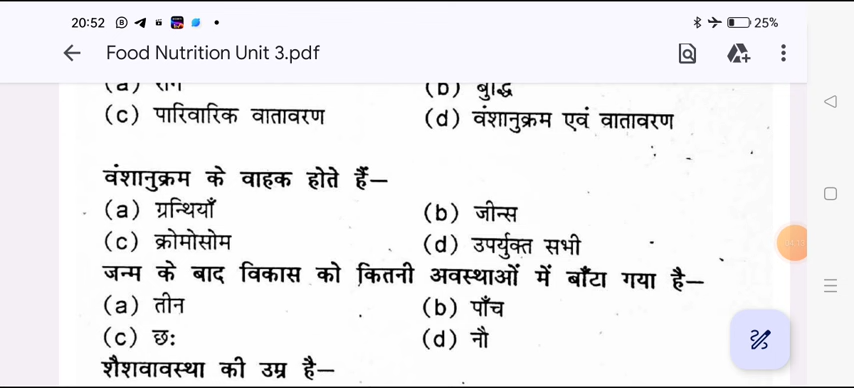 20:52 25%
Food Nutrition Unit 3.pdf
(b) बुद्धि
(c) पारिवारिक वातावरण (d) वंशानुक्रम एवं वातावरण
वंशानुक्रम के वाहक होते हैं—
(a) ग्रन्थियाँ (b) जीन्स
(c) क्रोमोसोम (d) उपर्युक्त सभी
जन्म के बाद विकास को कितनी अवस्थाओं में बाँटा गया है—
(a) तीन (b) पाँच
(c) छः (d) नौ
शैशवावस्था की उम्र है—